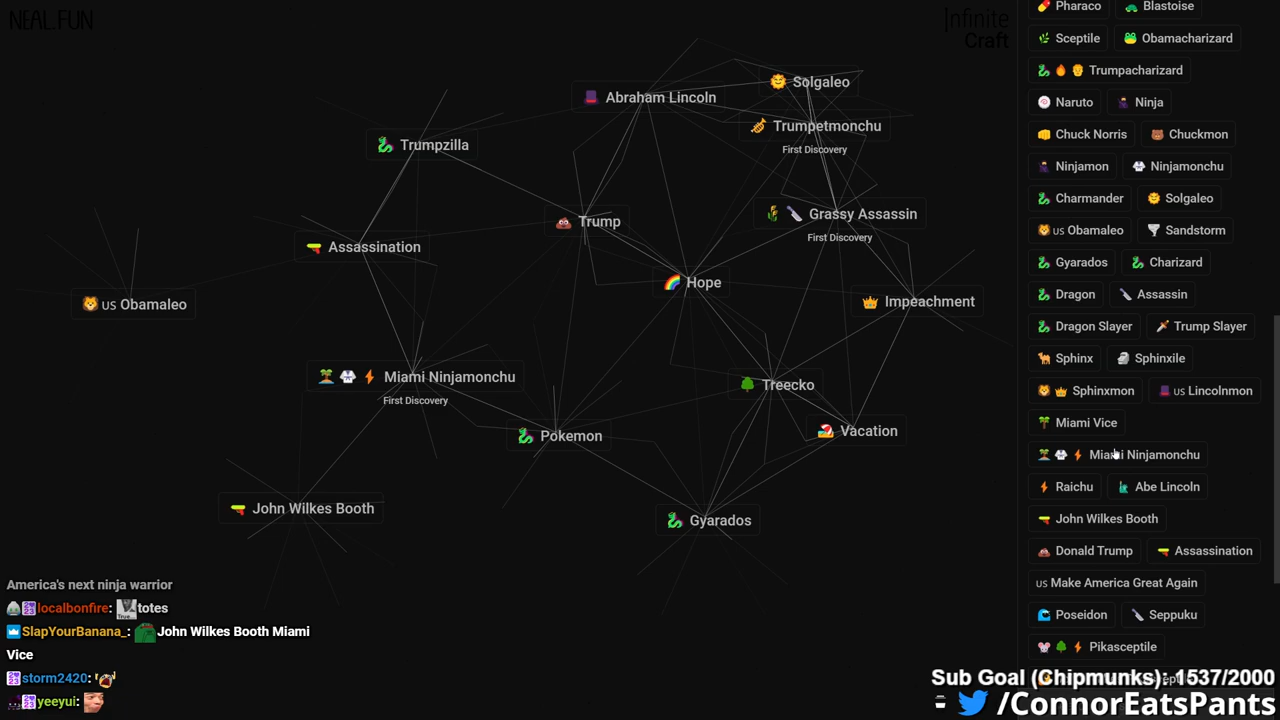 NEAL.FUN
Infinite
Craft
Abraham Lincoln
Solgaleo
Trumpetmonchu
First Discovery
Trumpzilla
Trump
Grassy Assassin
First Discovery
Assassination
Hope
US Obamaleo
Impeachment
Miami Ninjamonchu
First Discovery
Treecko
Pokemon
Vacation
John Wilkes Booth
Gyarados
Pharaco Blastoise
Sceptile Obamacharizard
Trumpacharizard
Naruto Ninja
Chuck Norris Chuckmon
Ninjamon Ninjamonchu
Charmander Solgaleo
US Obamaleo Sandstorm
Gyarados Charizard
Dragon Assassin
Dragon Slayer Trump Slayer
Sphinx Sphinxile
Sphinxmon US Lincolnmon
Miami Vice
Miami Ninjamonchu
Raichu Abe Lincoln
John Wilkes Booth
Donald Trump Assassination
US Make America Great Again
Poseidon Seppuku
Pikasceptile
America's next ninja warrior
localbonfire: totes
SlapYourBanana_: John Wilkes Booth Miami
Vice
storm2420:
yeeyui:
Sub Goal (Chipmunks): 1537/2000
/ConnorEatsPants